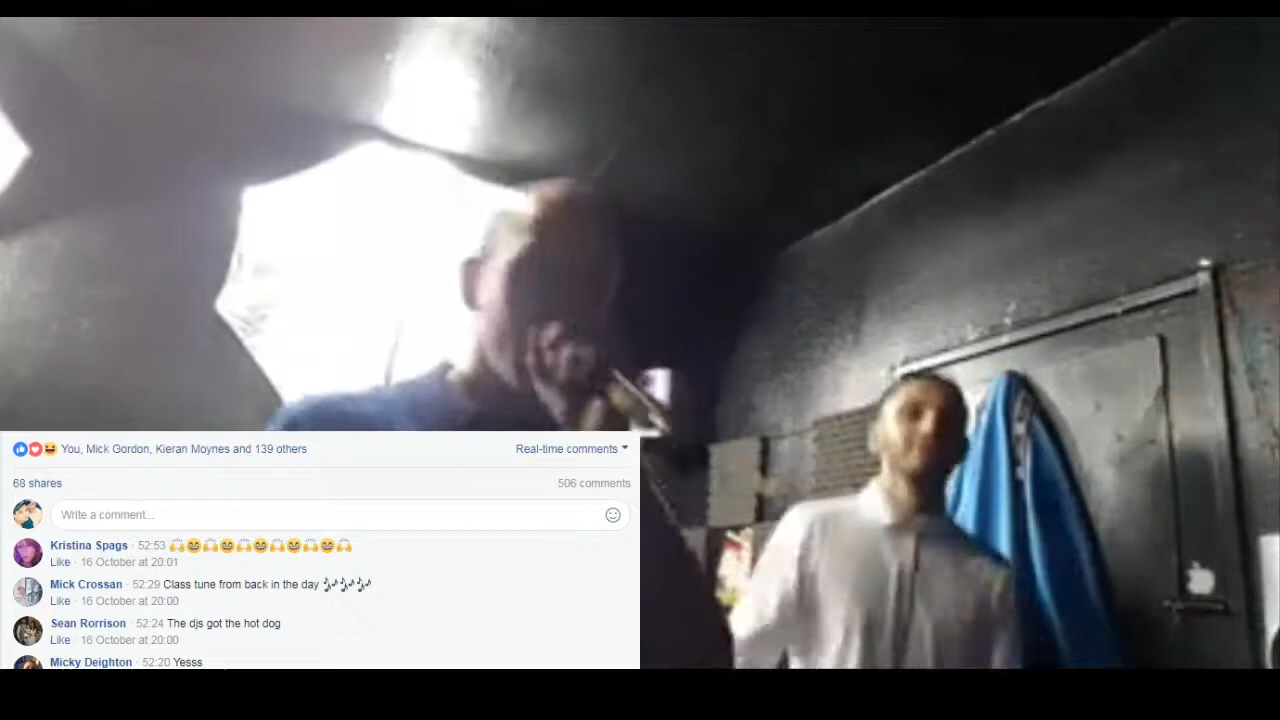 You, Mick Gordon, Kieran Moynes and 139 others Real-time comments
68 shares 506 comments
Write a comment...
Kristina Spags · 52:53 🙌😄🙌😄🙌😄🙌😄🙌😄🙌
Like · 16 October at 20:01
Mick Crossan · 52:29 Class tune from back in the day 🎶🎶🎶
Like · 16 October at 20:00
Sean Rorrison · 52:24 The djs got the hot dog
Like · 16 October at 20:00
Micky Deighton · 52:20 Yesss